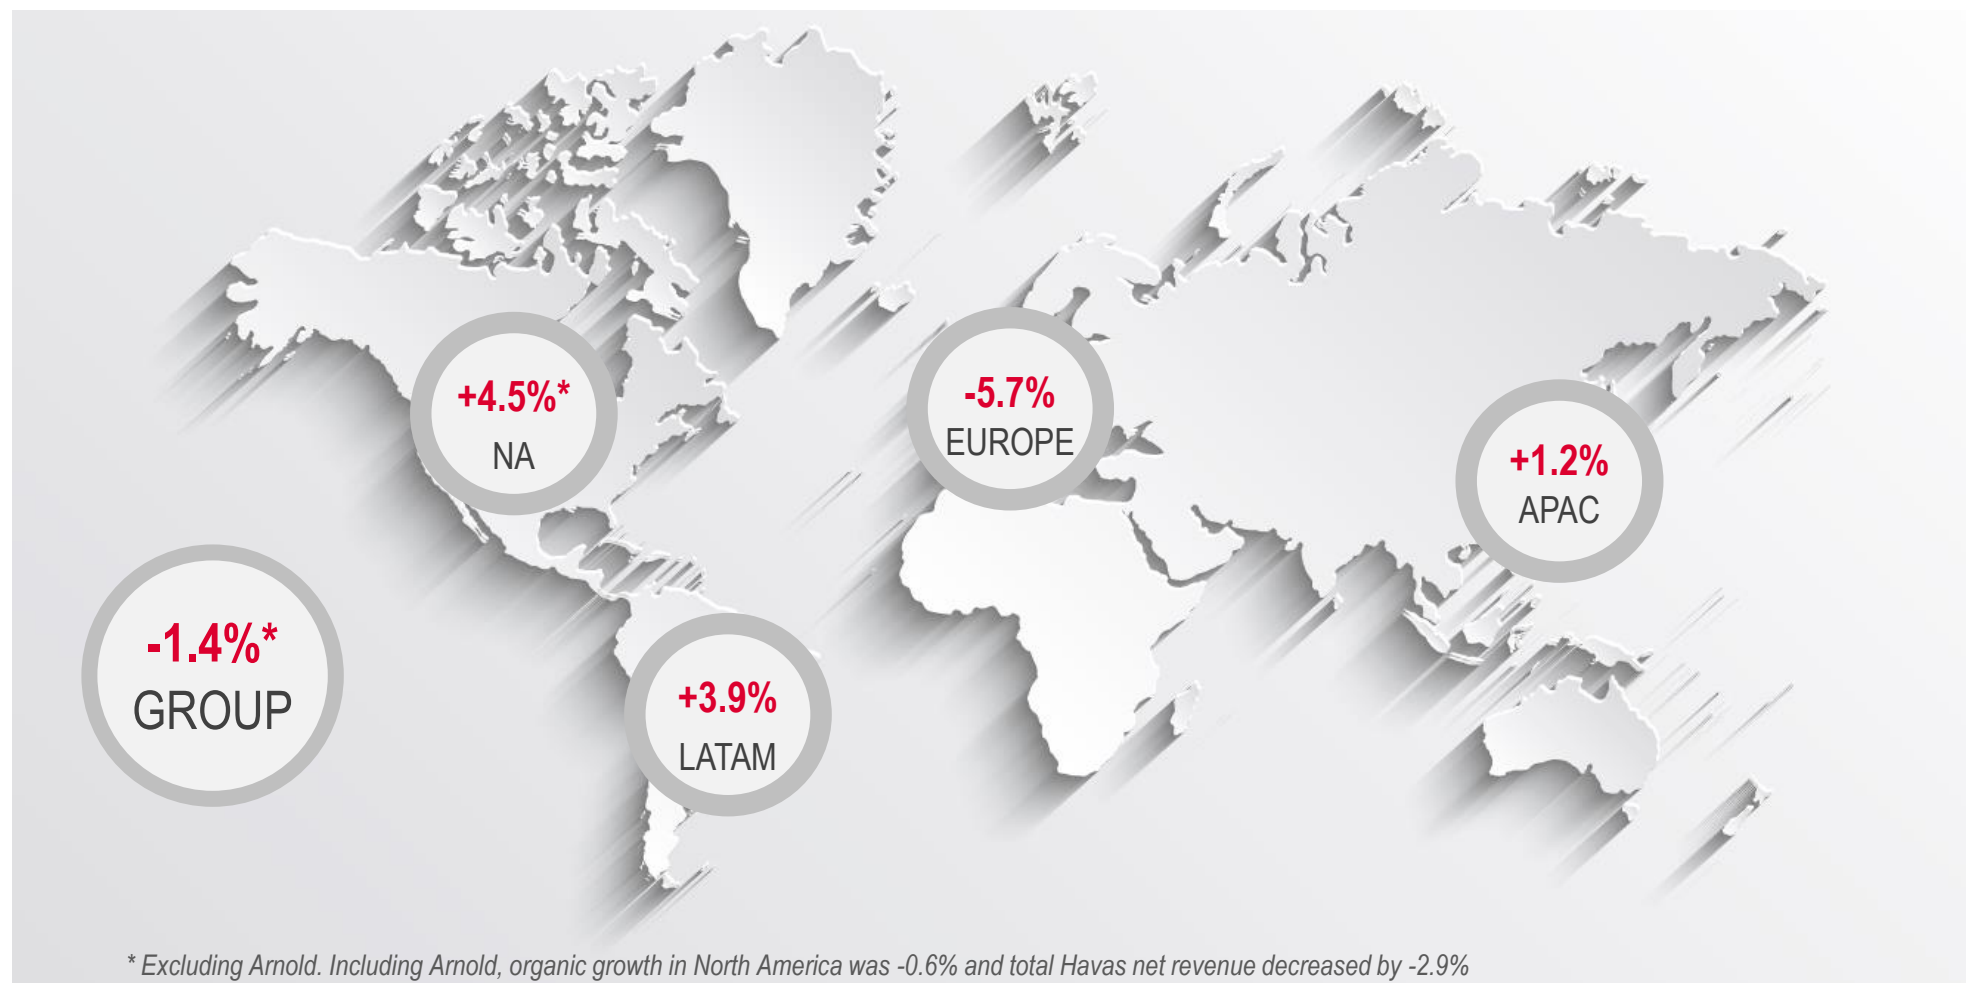 +4.5%*
NA
-5.7%
EUROPE
+1.2%
APAC
-1.4%*
GROUP
+3.9%
LATAM
* Excluding Arnold. Including Arnold, organic growth in North America was -0.6% and total Havas net revenue decreased by -2.9%